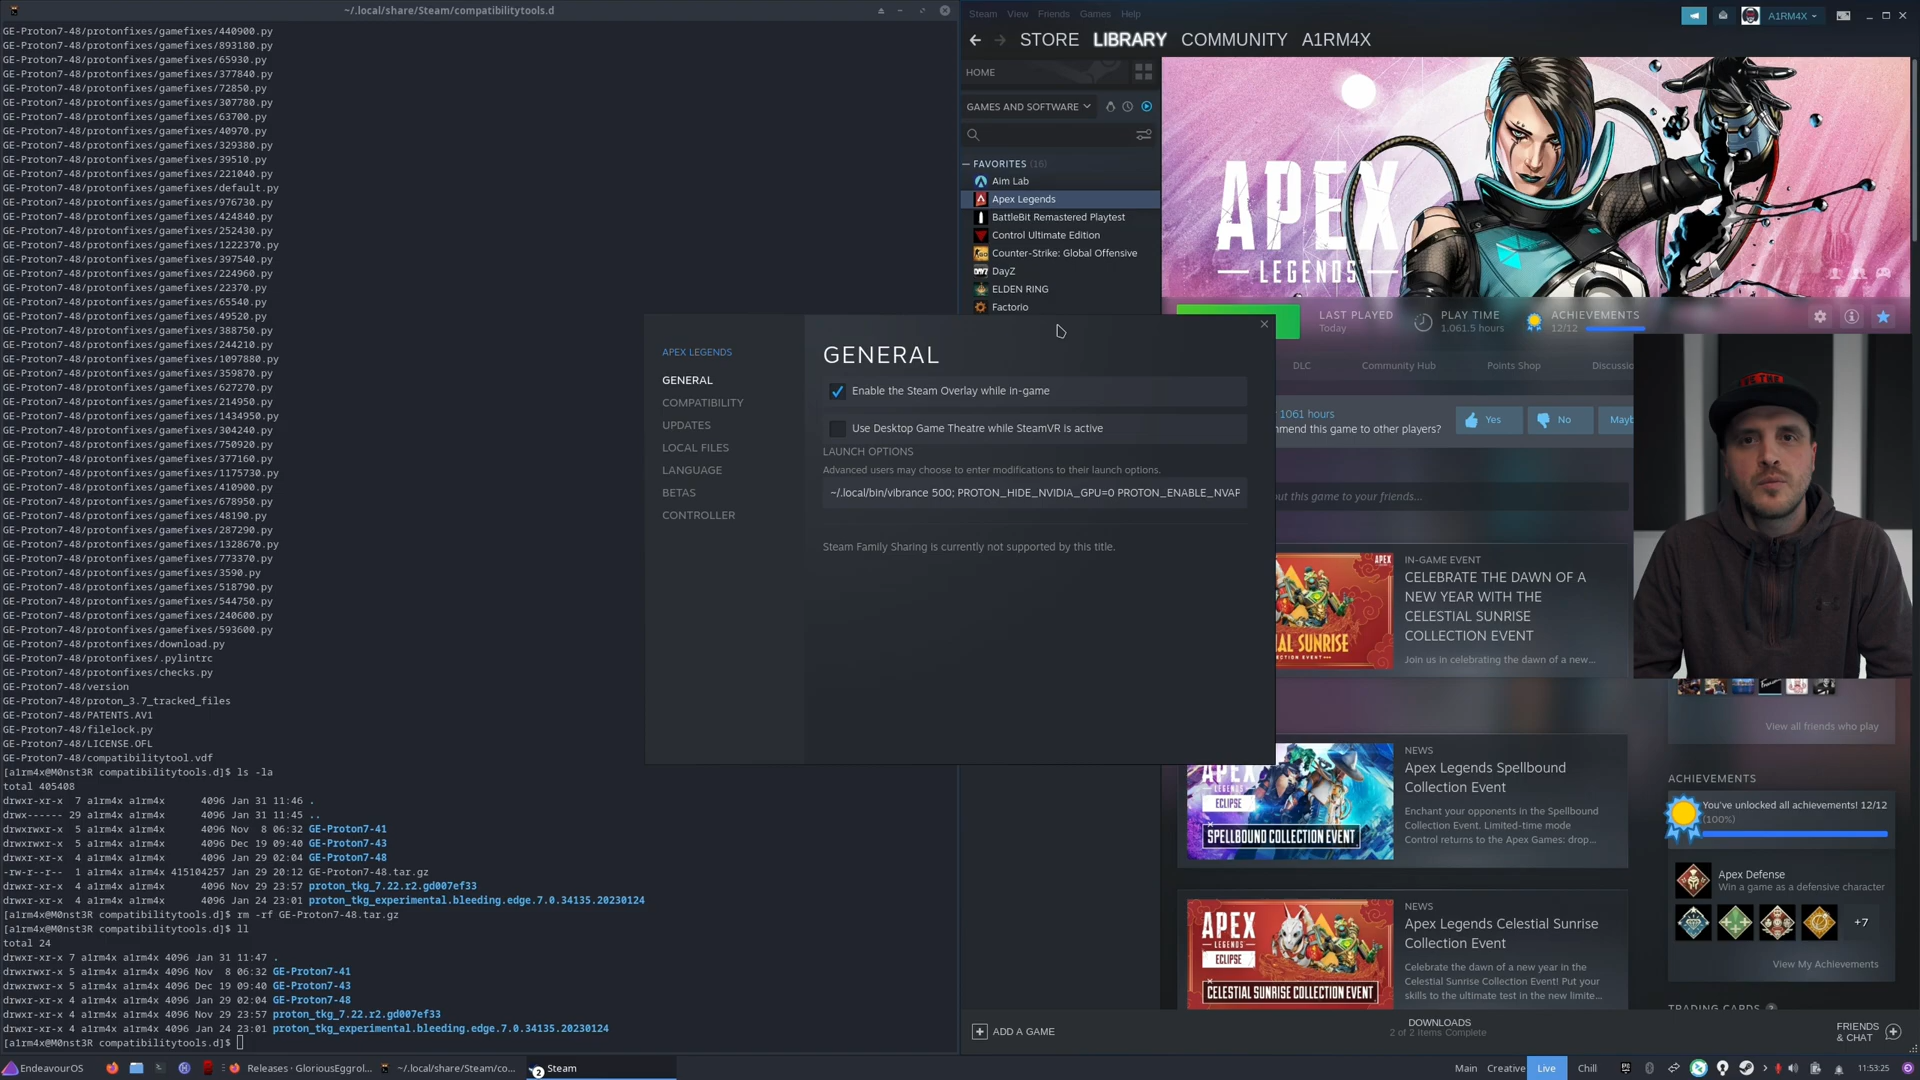 ~/.local/share/Steam/compatibilitytools.d
GE-Proton7-48/protonfixes/gamefixes/440900.py
GE-Proton7-48/protonfixes/gamefixes/893180.py
GE-Proton7-48/protonfixes/gamefixes/65930.py
GE-Proton7-48/protonfixes/gamefixes/377840.py
GE-Proton7-48/protonfixes/gamefixes/72850.py
GE-Proton7-48/protonfixes/gamefixes/307780.py
GE-Proton7-48/protonfixes/gamefixes/63700.py
GE-Proton7-48/protonfixes/gamefixes/40970.py
GE-Proton7-48/protonfixes/gamefixes/329380.py
GE-Proton7-48/protonfixes/gamefixes/39510.py
GE-Proton7-48/protonfixes/gamefixes/221040.py
GE-Proton7-48/protonfixes/gamefixes/default.py
GE-Proton7-48/protonfixes/gamefixes/976730.py
GE-Proton7-48/protonfixes/gamefixes/424840.py
GE-Proton7-48/protonfixes/gamefixes/252430.py
GE-Proton7-48/protonfixes/gamefixes/1222370.py
GE-Proton7-48/protonfixes/gamefixes/397540.py
GE-Proton7-48/protonfixes/gamefixes/224960.py
GE-Proton7-48/protonfixes/gamefixes/22370.py
GE-Proton7-48/protonfixes/gamefixes/65540.py
GE-Proton7-48/protonfixes/gamefixes/49520.py
GE-Proton7-48/protonfixes/gamefixes/388750.py
GE-Proton7-48/protonfixes/gamefixes/244210.py
GE-Proton7-48/protonfixes/gamefixes/1097880.py
GE-Proton7-48/protonfixes/gamefixes/359870.py
GE-Proton7-48/protonfixes/gamefixes/627270.py
GE-Proton7-48/protonfixes/gamefixes/214950.py
GE-Proton7-48/protonfixes/gamefixes/1434950.py
GE-Proton7-48/protonfixes/gamefixes/304240.py
GE-Proton7-48/protonfixes/gamefixes/750920.py
GE-Proton7-48/protonfixes/gamefixes/377160.py
GE-Proton7-48/protonfixes/gamefixes/1175730.py
GE-Proton7-48/protonfixes/gamefixes/410900.py
GE-Proton7-48/protonfixes/gamefixes/678950.py
GE-Proton7-48/protonfixes/gamefixes/48190.py
GE-Proton7-48/protonfixes/gamefixes/287290.py
GE-Proton7-48/protonfixes/gamefixes/1328670.py
GE-Proton7-48/protonfixes/gamefixes/773370.py
GE-Proton7-48/protonfixes/gamefixes/3590.py
GE-Proton7-48/protonfixes/gamefixes/518790.py
GE-Proton7-48/protonfixes/gamefixes/544750.py
GE-Proton7-48/protonfixes/gamefixes/240600.py
GE-Proton7-48/protonfixes/gamefixes/593600.py
GE-Proton7-48/protonfixes/download.py
GE-Proton7-48/protonfixes/.pylintrc
GE-Proton7-48/protonfixes/checks.py
GE-Proton7-48/version
GE-Proton7-48/proton_3.7_tracked_files
GE-Proton7-48/PATENTS.AV1
GE-Proton7-48/filelock.py
GE-Proton7-48/LICENSE.OFL
GE-Proton7-48/compatibilitytool.vdf
[a1rm4x@M0nst3R compatibilitytools.d]$ ls -la
total 405408
drwxr-xr-x 7 a1rm4x a1rm4x 4096 Jan 31 11:46 .
drwx------ 29 a1rm4x a1rm4x 4096 Jan 31 11:45 ..
drwxrwxr-x 5 a1rm4x a1rm4x 4096 Nov 8 06:32 GE-Proton7-41
drwxrwxr-x 5 a1rm4x a1rm4x 4096 Dec 19 09:40 GE-Proton7-43
drwxr-xr-x 4 a1rm4x a1rm4x 4096 Jan 29 02:04 GE-Proton7-48
-rw-r--r-- 1 a1rm4x a1rm4x 415104257 Jan 29 20:12 GE-Proton7-48.tar.gz
drwxr-xr-x 4 a1rm4x a1rm4x 4096 Nov 29 23:57 proton_tkg_7.22.r2.gd007ef33
drwxr-xr-x 4 a1rm4x a1rm4x 4096 Jan 24 23:01 proton_tkg_experimental.bleeding.edge.7.0.34135.20230124
[a1rm4x@M0nst3R compatibilitytools.d]$ rm -rf GE-Proton7-48.tar.gz
[a1rm4x@M0nst3R compatibilitytools.d]$ ll
total 24
drwxr-xr-x 7 a1rm4x a1rm4x 4096 Jan 31 11:47 .
drwxrwxr-x 5 a1rm4x a1rm4x 4096 Nov 8 06:32 GE-Proton7-41
drwxrwxr-x 5 a1rm4x a1rm4x 4096 Dec 19 09:40 GE-Proton7-43
drwxr-xr-x 4 a1rm4x a1rm4x 4096 Jan 29 02:04 GE-Proton7-48
drwxr-xr-x 4 a1rm4x a1rm4x 4096 Nov 29 23:57 proton_tkg_7.22.r2.gd007ef33
drwxr-xr-x 4 a1rm4x a1rm4x 4096 Jan 24 23:01 proton_tkg_experimental.bleeding.edge.7.0.34135.20230124
[a1rm4x@M0nst3R compatibilitytools.d]$
Steam View Friends Games Help
A1RM4X
STORE LIBRARY COMMUNITY A1RM4X
HOME
GAMES AND SOFTWARE
FAVORITES (16)
Aim Lab
Apex Legends
BattleBit Remastered Playtest
Control Ultimate Edition
Counter-Strike: Global Offensive
DayZ
ELDEN RING
Factorio
APEX
LEGENDS
LAST PLAYED
Today
PLAY TIME
1,061.5 hours
ACHIEVEMENTS
12/12
DLC Community Hub Points Shop Discussio
1061 hours
mmend this game to other players?
Yes
No
Mayb
out this game to your friends...
APEX LEGENDS
GENERAL
COMPATIBILITY
UPDATES
LOCAL FILES
LANGUAGE
BETAS
CONTROLLER
GENERAL
Enable the Steam Overlay while in-game
Use Desktop Game Theatre while SteamVR is active
LAUNCH OPTIONS
Advanced users may choose to enter modifications to their launch options.
~/.local/bin/vibrance 500; PROTON_HIDE_NVIDIA_GPU=0 PROTON_ENABLE_NVAF
Steam Family Sharing is currently not supported by this title.
APEX
AL SUNRISE
IN-GAME EVENT
CELEBRATE THE DAWN OF A
NEW YEAR WITH THE
CELESTIAL SUNRISE
COLLECTION EVENT
Join us in celebrating the dawn of a new...
ECLIPSE
SPELLBOUND COLLECTION EVENT
NEWS
Apex Legends Spellbound
Collection Event
Enchant your opponents in the Spellbound
Collection Event. Limited-time mode
Control returns to the Apex Games: drop...
APEX
LEGENDS
ECLIPSE
CELESTIAL SUNRISE COLLECTION EVENT
NEWS
Apex Legends Celestial Sunrise
Collection Event
Celebrate the dawn of a new year in the
Celestial Sunrise Collection Event! Put your
skills to the ultimate test in the new limite...
View all friends who play
ACHIEVEMENTS
You've unlocked all achievements! 12/12
(100%)
Apex Defense
Win a game as a defensive character
+7
View My Achievements
TRADING CARDS
ADD A GAME
DOWNLOADS
2 of 2 Items Complete
FRIENDS
& CHAT
EndeavourOS
Releases · GloriousEggrol...
~/.local/share/Steam/co...
2
Steam
Main Creative Live Chill
11:53:25